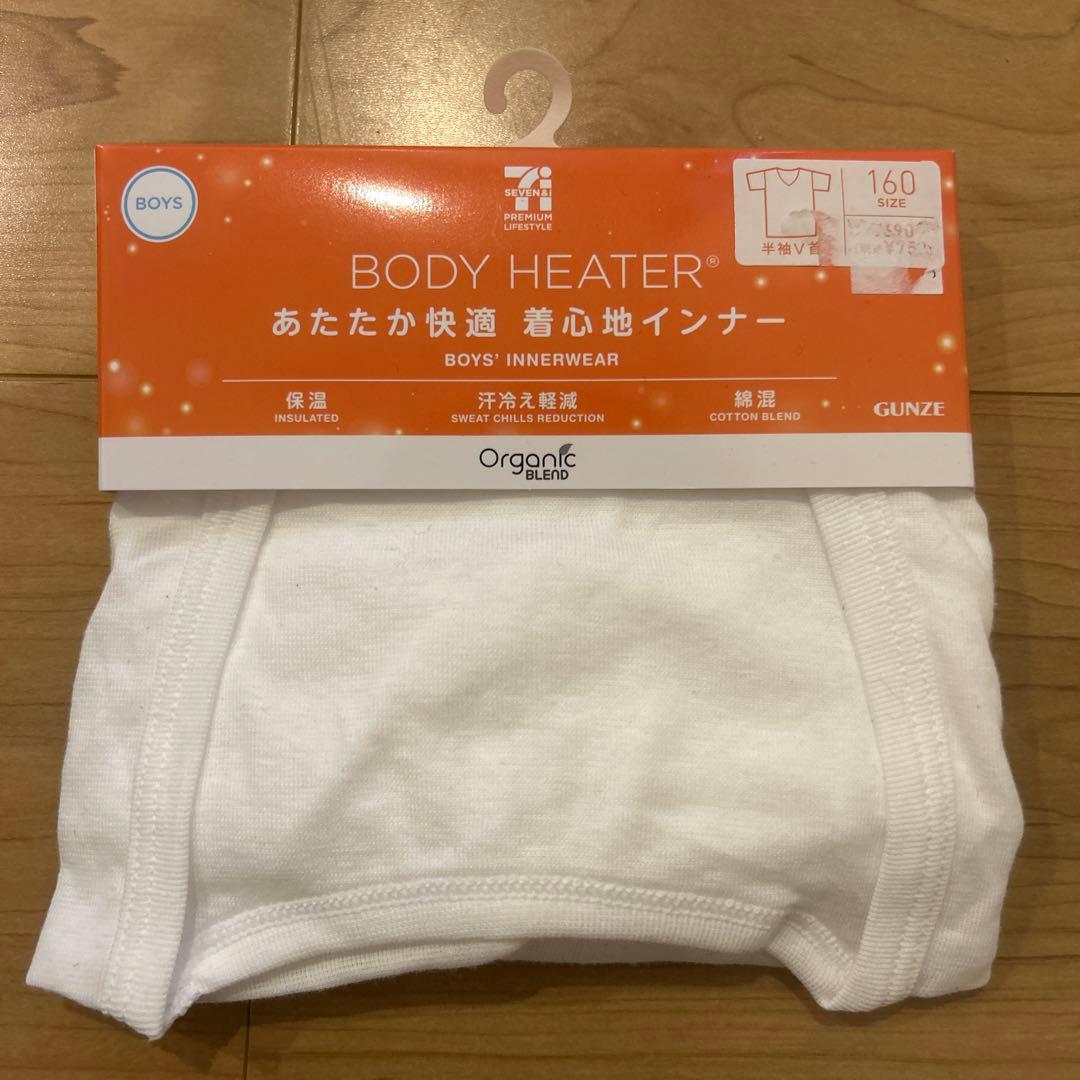 BOYS
SEVEN&i
PREMIUM
LIFESTYLE
160
SIZE
半袖V首
BODY HEATER®
あたたか快適 着心地インナー
BOYS' INNERWEAR
保温
INSULATED
汗冷え軽減
SWEAT CHILLS REDUCTION
綿混
COTTON BLEND
GUNZE
Organic
BLEND